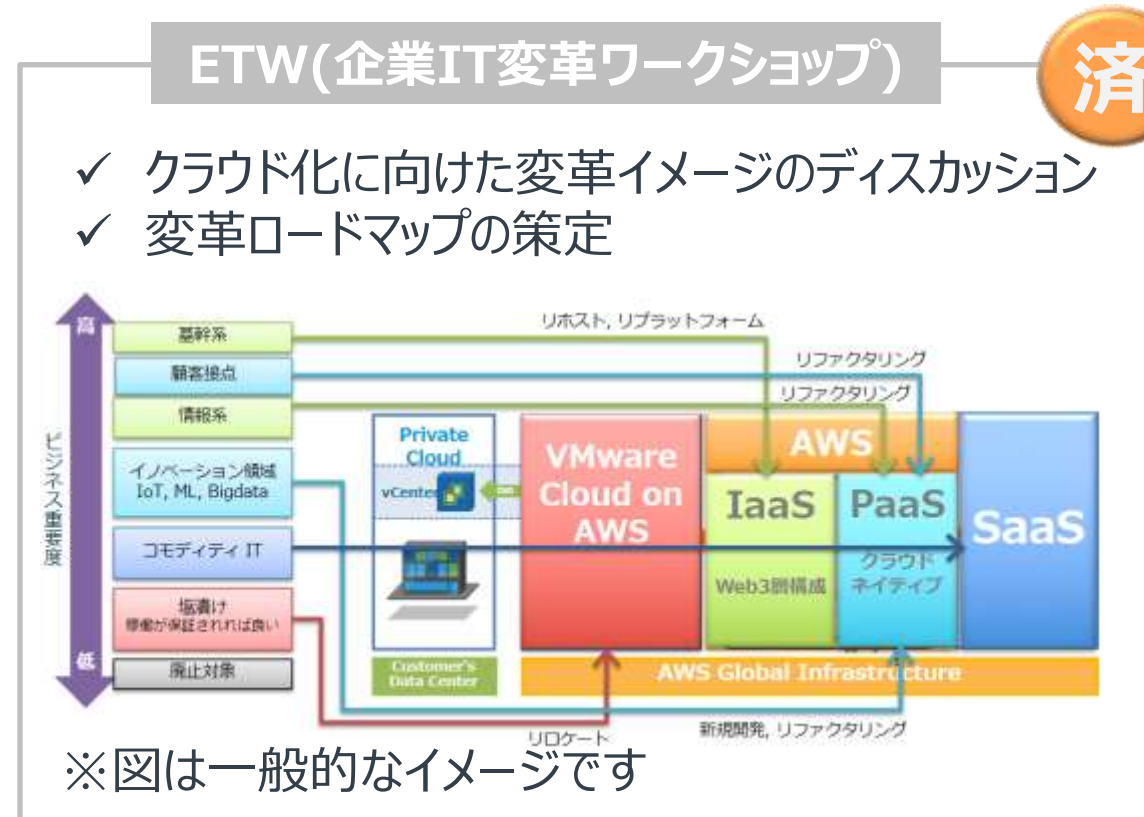 ETW(企業IT変革ワークショップ)
済
✓ クラウド化に向けた変革イメージのディスカッション
✓ 変革ロードマップの策定
高
ビジネス重要度
低
基幹系
顧客接点
情報系
イノベーション領域
IoT, ML, Bigdata
コモディティ IT
塩漬け
稼働が保証されれば良い
廃止対象
リホスト, リプラットフォーム
リファクタリング
リファクタリング
Private
Cloud
vCenter
Customer's
Data Center
VMware
Cloud on
AWS
AWS
IaaS
Web3層構成
PaaS
クラウド
ネイティブ
SaaS
AWS Global Infrastructure
リロケート
新規開発, リファクタリング
※図は一般的なイメージです